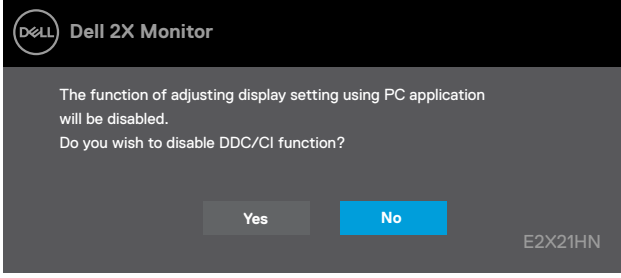 DELL
Dell 2X Monitor
The function of adjusting display setting using PC application
will be disabled.
Do you wish to disable DDC/CI function?
Yes
No
E2X21HN